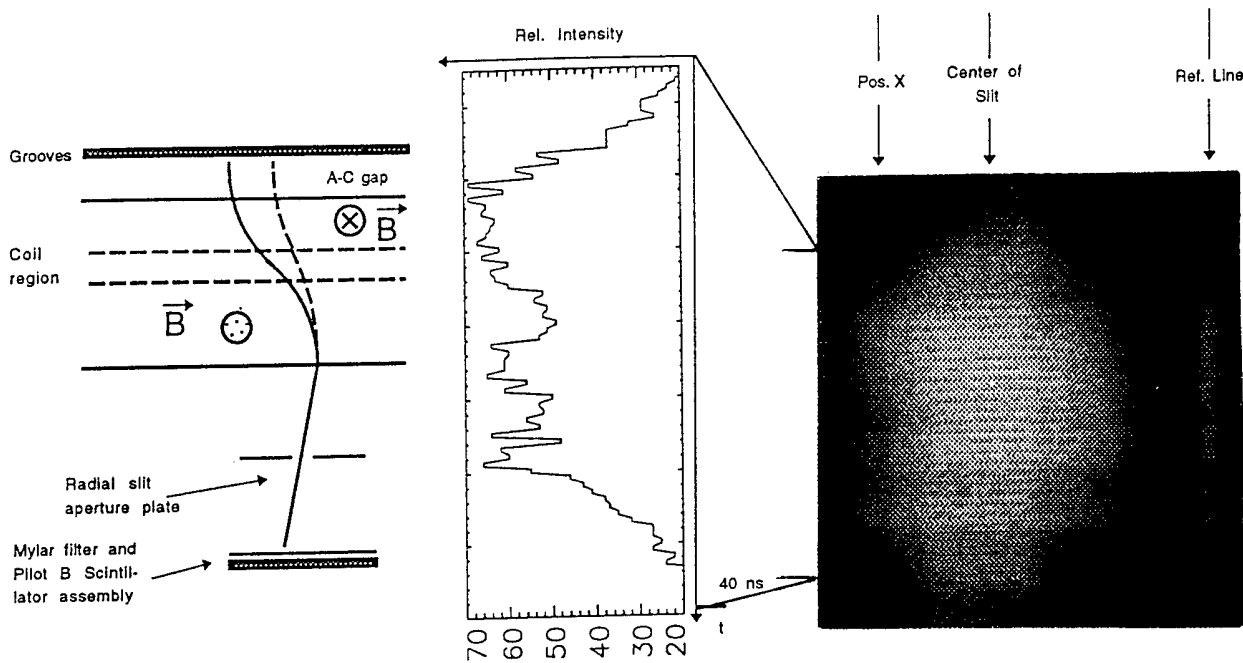 Rel. Intensity
Pos. X
Center of
Slit
Ref. Line
Grooves
A-C gap
B
Coil
region
B
Radial slit
aperture plate
Mylar filter and
Pilot B Scintil-
lator assembly
40 ns
t
70 60 50 40 30 20